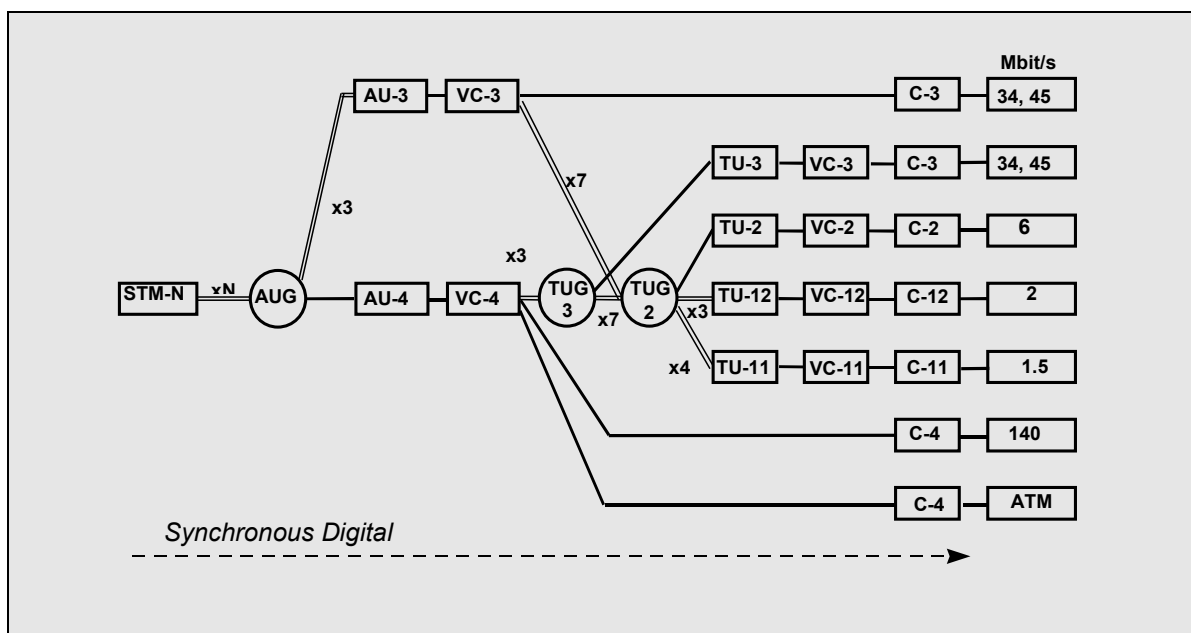 Mbit/s
AU-3 VC-3 C-3 34, 45
x7 TU-3 VC-3 C-3 34, 45
x3
x3 TU-2 VC-2 C-2 6
STM-N xN AUG AU-4 VC-4 TUG 3 x7 TUG 2 x3 TU-12 VC-12 C-12 2
x4 TU-11 VC-11 C-11 1.5
C-4 140
C-4 ATM
Synchronous Digital